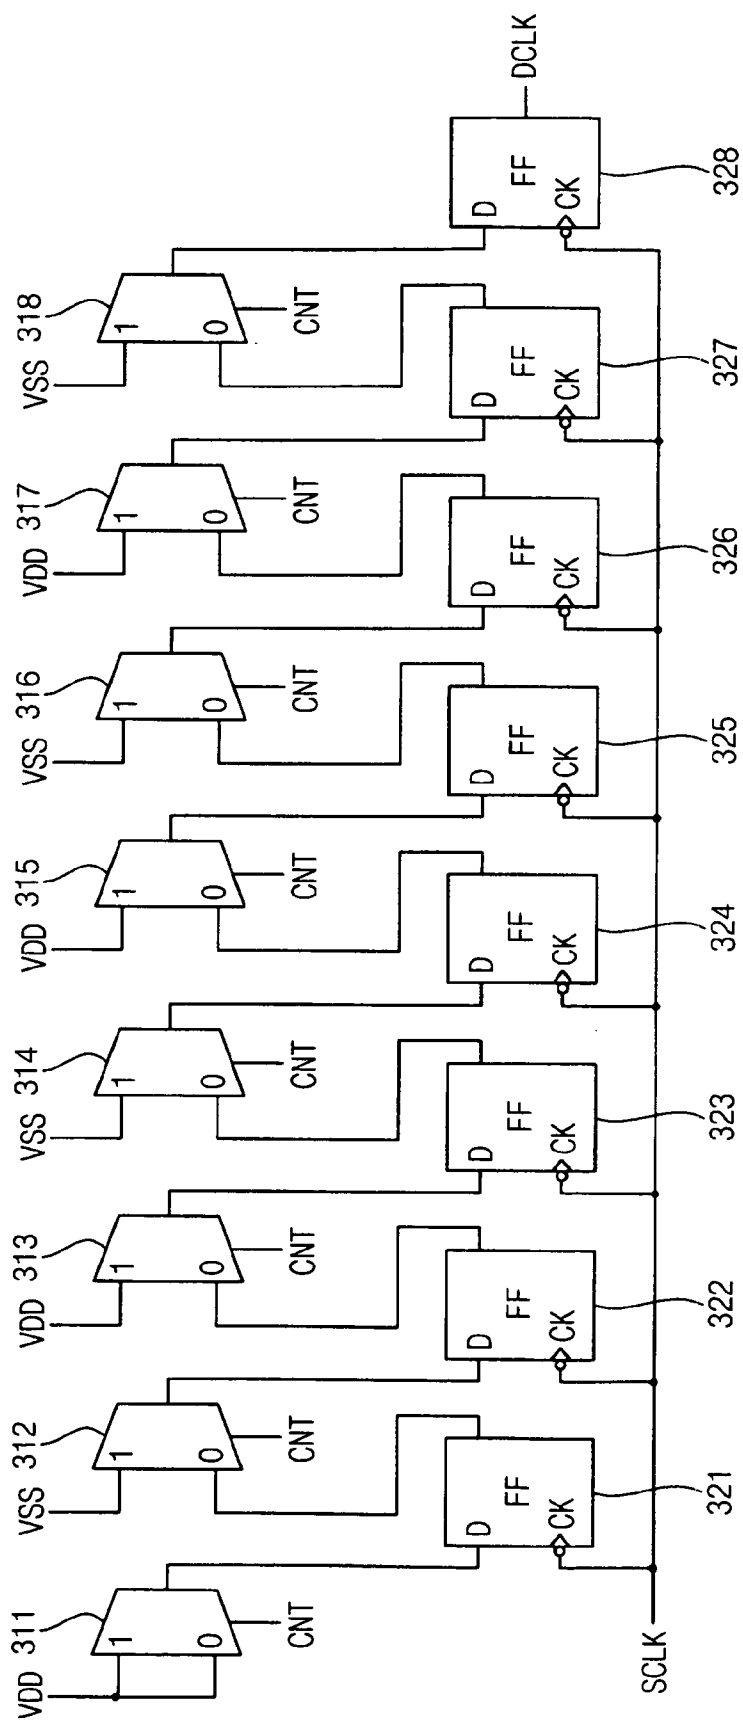 VDD
311
1
0
CNT
VSS
312
1
0
CNT
VDD
313
1
0
CNT
VSS
314
1
0
CNT
VDD
315
1
0
CNT
VSS
316
1
0
CNT
VDD
317
1
0
CNT
VSS
318
1
0
CNT
D
FF
CK
321
D
FF
CK
322
D
FF
CK
323
D
FF
CK
324
D
FF
CK
325
D
FF
CK
326
D
FF
CK
327
D
FF
CK
328
DCLK
SCLK